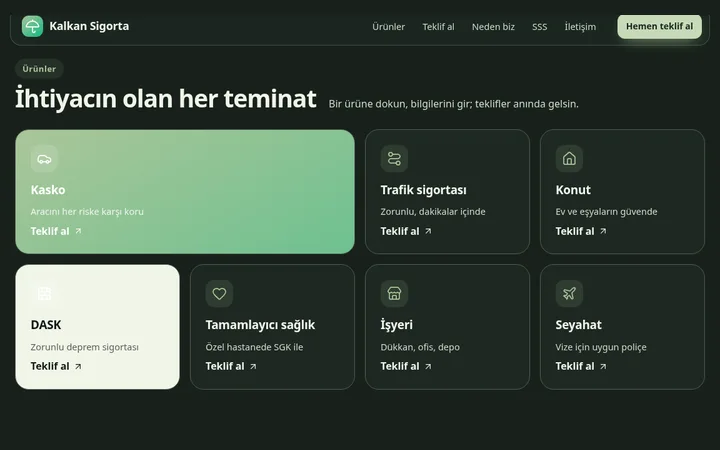 Kalkan Sigorta
Ürünler
Teklif al
Neden biz
SSS
İletişim
Hemen teklif al
Ürünler
İhtiyacın olan her teminat
Bir ürüne dokun, bilgilerini gir; teklifler anında gelsin.
Kasko
Aracını her riske karşı koru
Teklif al
Trafik sigortası
Zorunlu, dakikalar içinde
Teklif al
Konut
Ev ve eşyaların güvende
Teklif al
DASK
Zorunlu deprem sigortası
Teklif al
Tamamlayıcı sağlık
Özel hastanede SGK ile
Teklif al
İşyeri
Dükkan, ofis, depo
Teklif al
Seyahat
Vize için uygun poliçe
Teklif al